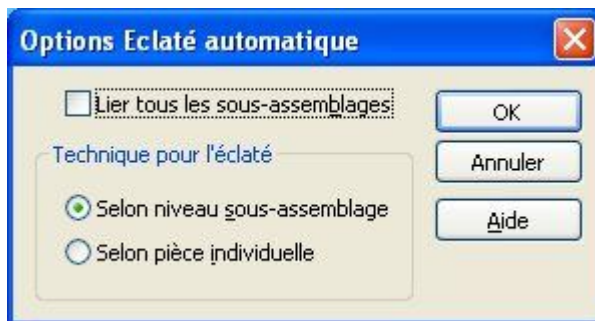 Options Eclaté automatique
Lier tous les sous-assemblages
OK
Technique pour l'éclaté
Annuler
Selon niveau sous-assemblage
Aide
Selon pièce individuelle